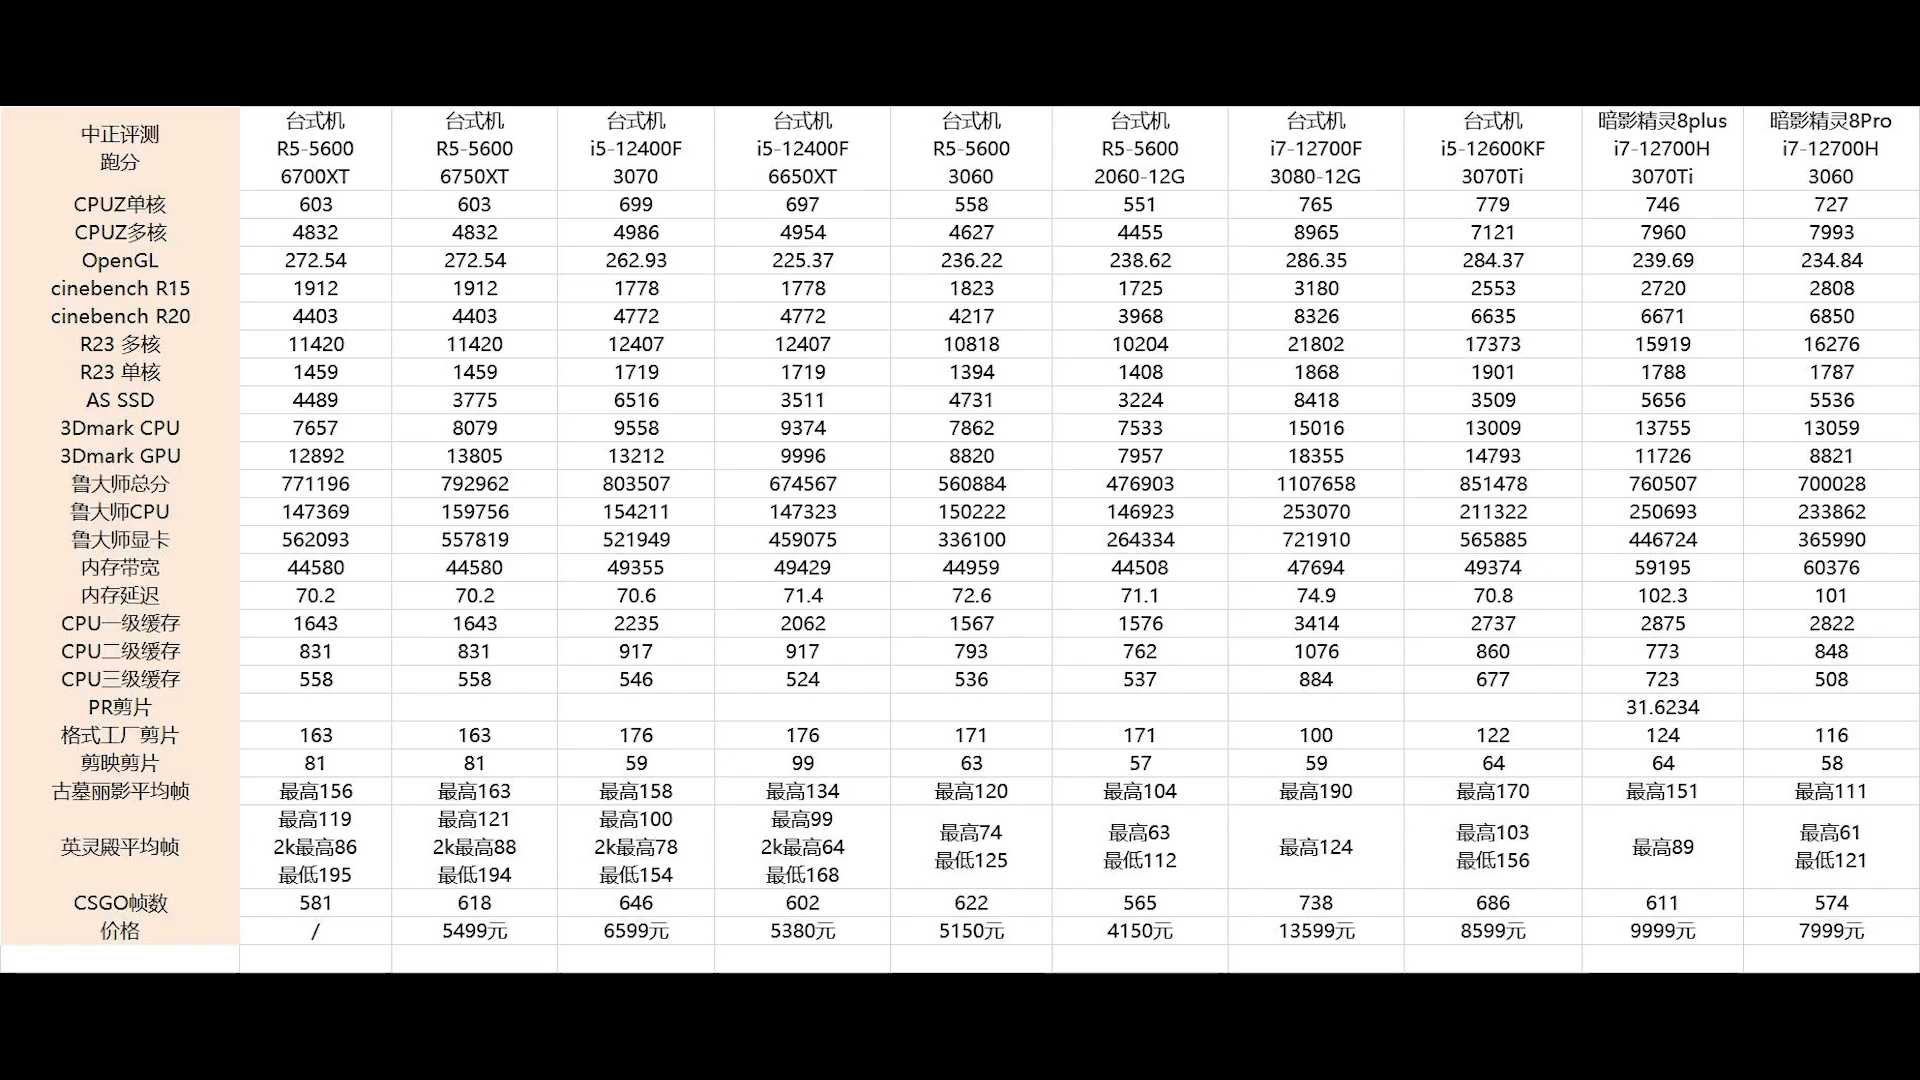 中正评测 跑分 台式机 R5-5600 6700XT 台式机 R5-5600 6750XT 台式机 i5-12400F 3070 台式机 i5-12400F 6650XT 台式机 R5-5600 3060 台式机 R5-5600 2060-12G 台式机 i7-12700F 3080-12G 台式机 i5-12600KF 3070Ti 暗影精灵8plus i7-12700H 3070Ti 暗影精灵8Pro i7-12700H 3060
CPUZ单核 603 603 699 697 558 551 765 779 746 727
CPUZ多核 4832 4832 4986 4954 4627 4455 8965 7121 7960 7993
OpenGL 272.54 272.54 262.93 225.37 236.22 238.62 286.35 284.37 239.69 234.84
cinebench R15 1912 1912 1778 1778 1823 1725 3180 2553 2720 2808
cinebench R20 4403 4403 4772 4772 4217 3968 8326 6635 6671 6850
R23 多核 11420 11420 12407 12407 10818 10204 21802 17373 15919 16276
R23 单核 1459 1459 1719 1719 1394 1408 1868 1901 1788 1787
AS SSD 4489 3775 6516 3511 4731 3224 8418 3509 5656 5536
3Dmark CPU 7657 8079 9558 9374 7862 7533 15016 13009 13755 13059
3Dmark GPU 12892 13805 13212 9996 8820 7957 18355 14793 11726 8821
鲁大师总分 771196 792962 803507 674567 560884 476903 1107658 851478 760507 700028
鲁大师CPU 147369 159756 154211 147323 150222 146923 253070 211322 250693 233862
鲁大师显卡 562093 557819 521949 459075 336100 264334 721910 565885 446724 365990
内存带宽 44580 44580 49355 49429 44959 44508 47694 49374 59195 60376
内存延迟 70.2 70.2 70.6 71.4 72.6 71.1 74.9 70.8 102.3 101
CPU一级缓存 1643 1643 2235 2062 1567 1576 3414 2737 2875 2822
CPU二级缓存 831 831 917 917 793 762 1076 860 773 848
CPU三级缓存 558 558 546 524 536 537 884 677 723 508
PR剪片 31.6234
格式工厂剪片 163 163 176 176 171 171 100 122 124 116
剪映剪片 81 81 59 99 63 57 59 64 64 58
古墓丽影平均帧 最高156 最高163 最高158 最高134 最高120 最高104 最高190 最高170 最高151 最高111
英灵殿平均帧 最高119 2k最高86 最低195 最高121 2k最高88 最低194 最高100 2k最高78 最低154 最高99 2k最高64 最低168 最高74 最低125 最高63 最低112 最高124 最高103 最低156 最高89 最高61 最低121
CSGO帧数 581 618 646 602 622 565 738 686 611 574
价格 / 5499元 6599元 5380元 5150元 4150元 13599元 8599元 9999元 7999元